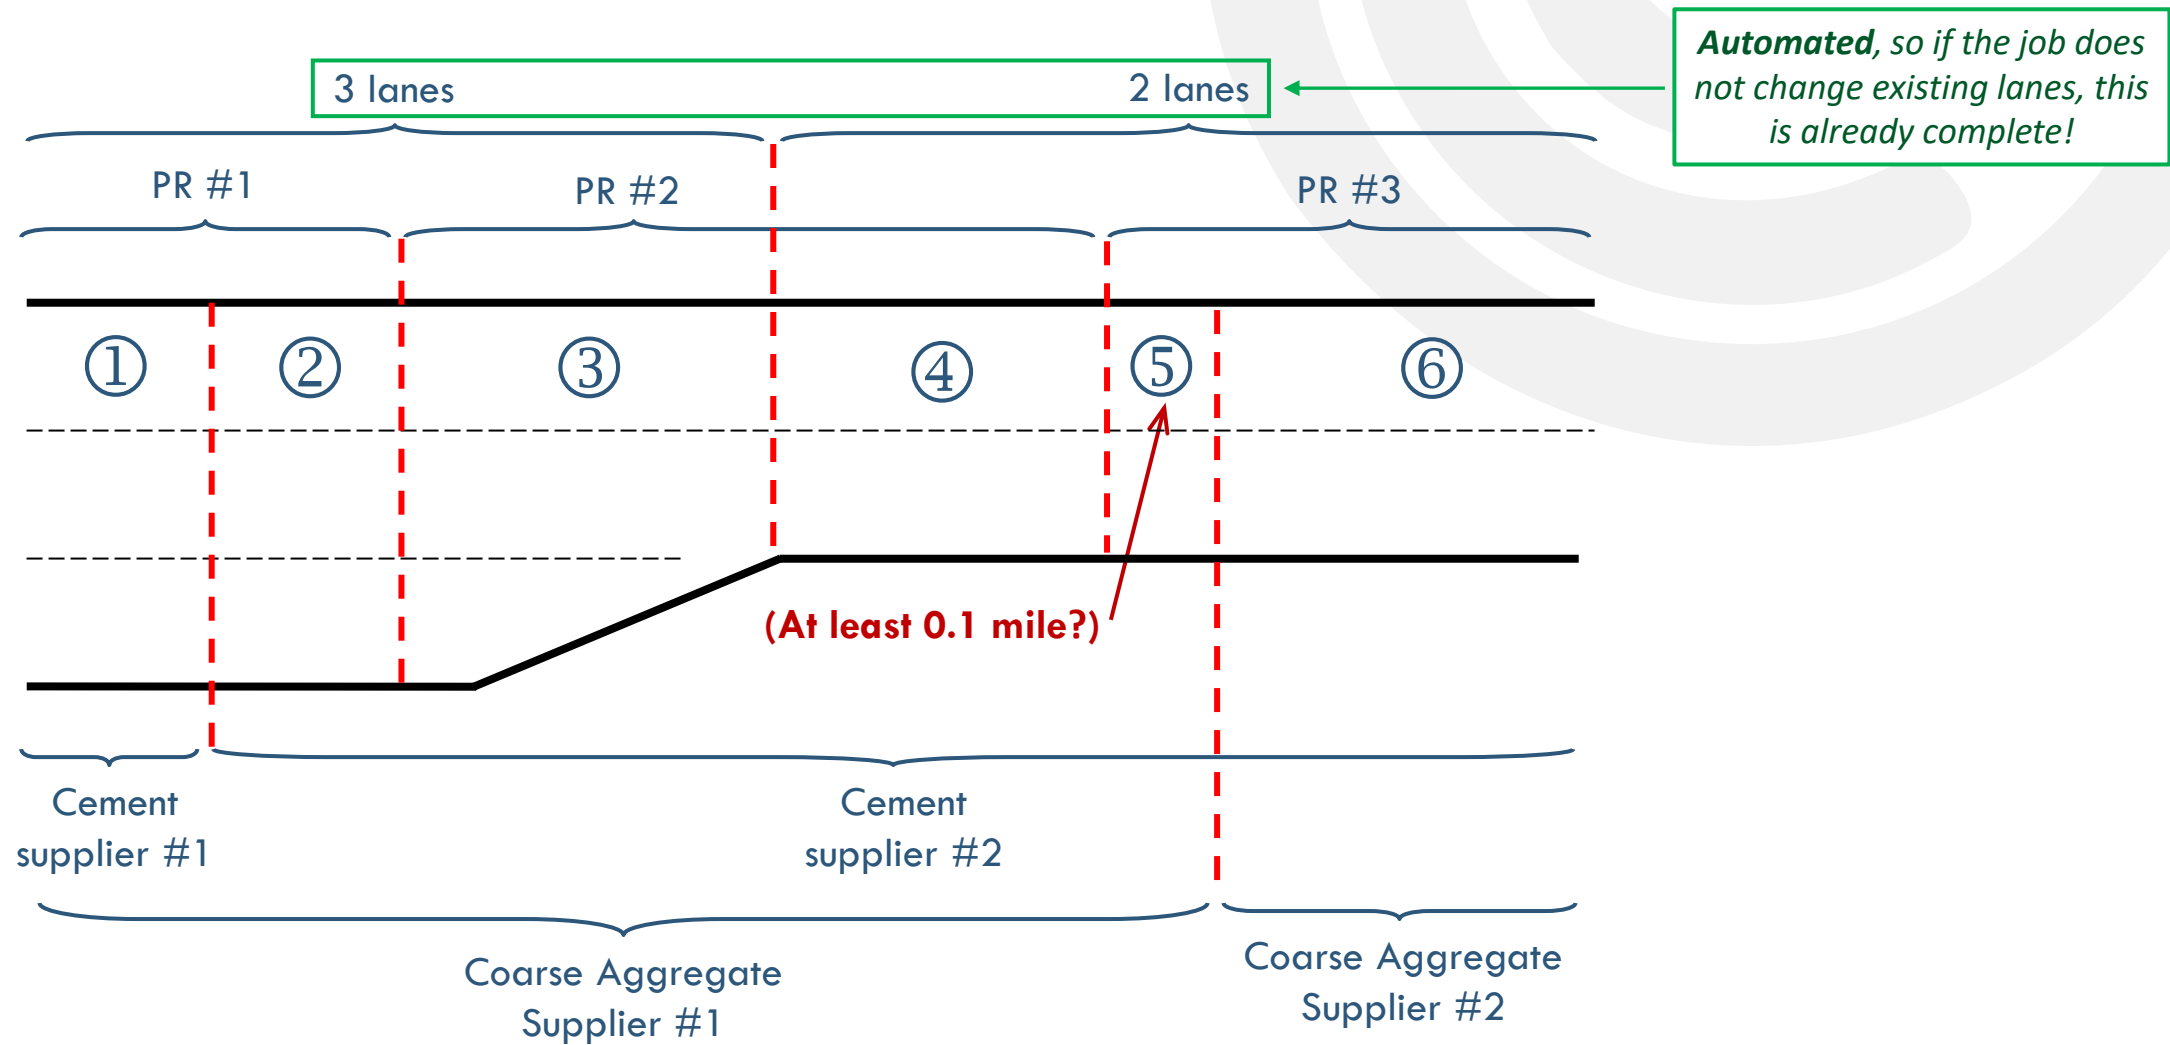 Automated, so if the job does
not change existing lanes, this
is already complete!
3 lanes
2 lanes
PR #1
PR #2
PR #3
①
②
③
④
⑤
⑥
(At least 0.1 mile?)
Cement
supplier #1
Cement
supplier #2
Coarse Aggregate
Supplier #1
Coarse Aggregate
Supplier #2